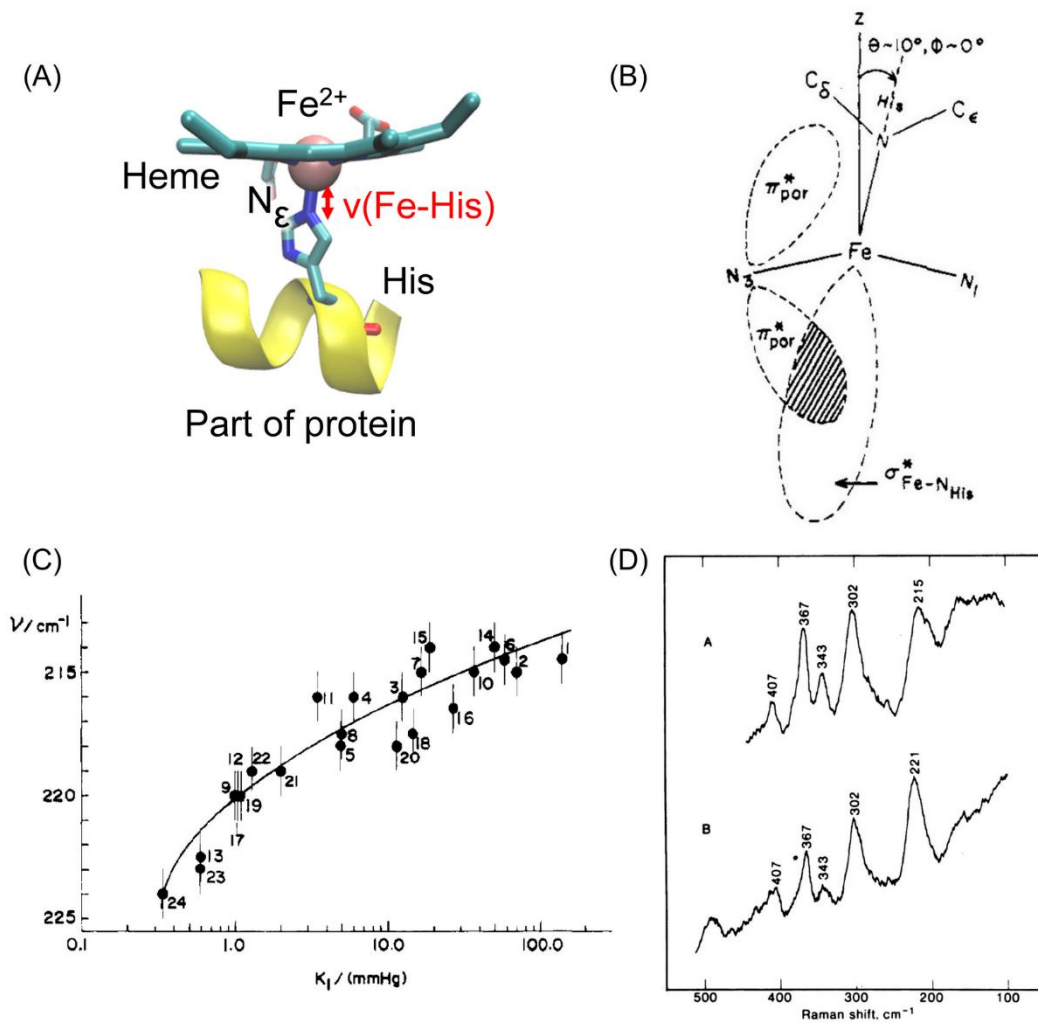 (A)
Fe2+
Heme
Nε
ν(Fe-His)
His
Part of protein
(B)
Z
θ~10°, Φ~0°
Cδ
His
Cϵ
N
π*por
Fe
N3
N1
π*por
σ*Fe-NHis
(C)
ν/cm-1
215
220
225
15
14
6
1
7
2
11
4
3
10
16
8
5
20
18
12
22
9
19
21
17
13
23
24
0.1
1.0
10.0
100.0
K1/(mmHg)
(D)
A
407
367
343
302
215
B
407
367
343
302
221
500
400
300
200
100
Raman shift, cm-1